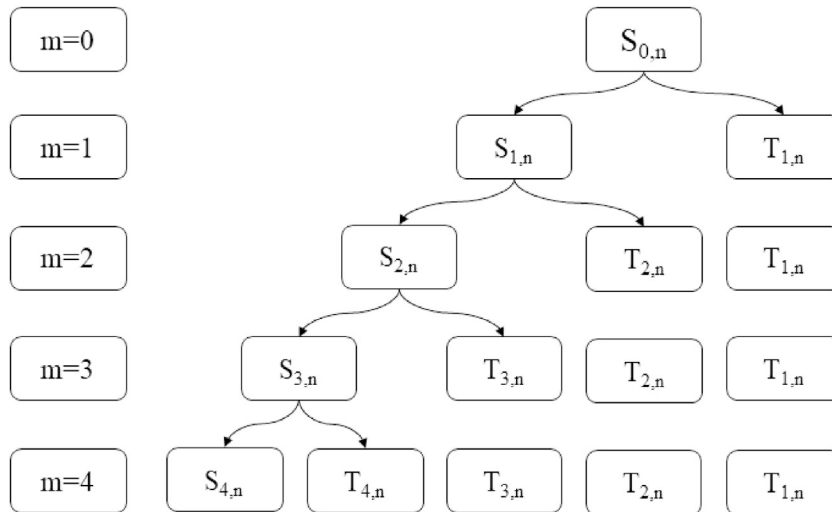 m=0 S0,n
m=1 S1,n T1,n
m=2 S2,n T2,n T1,n
m=3 S3,n T3,n T2,n T1,n
m=4 S4,n T4,n T3,n T2,n T1,n